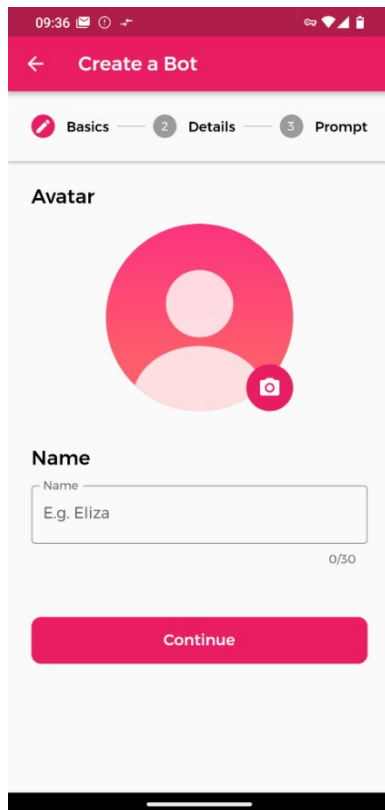 09:36
Create a Bot
Basics 2 Details 3 Prompt
Avatar
Name
Name
E.g. Eliza
0/30
Continue